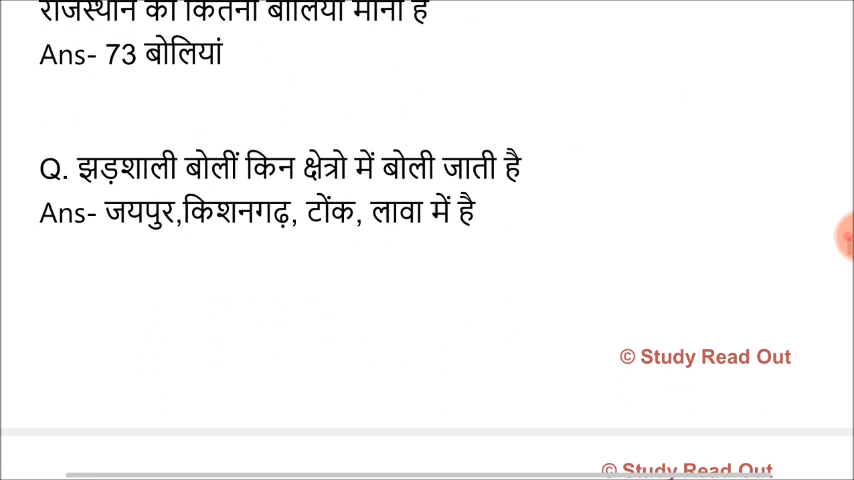 राजस्थान की कितनी बोलियां मानी है
Ans- 73 बोलियां
Q. झड़शाली बोलीं किन क्षेत्रो में बोली जाती है
Ans- जयपुर,किशनगढ़, टोंक, लावा में है
© Study Read Out
© Study Read Out